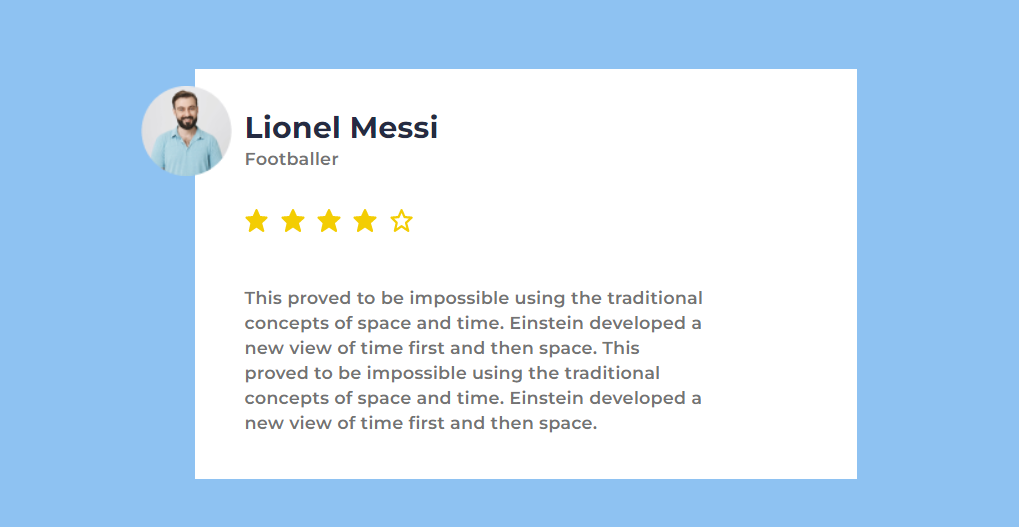 Lionel Messi
Footballer
This proved to be impossible using the traditional
concepts of space and time. Einstein developed a
new view of time first and then space. This
proved to be impossible using the traditional
concepts of space and time. Einstein developed a
new view of time first and then space.